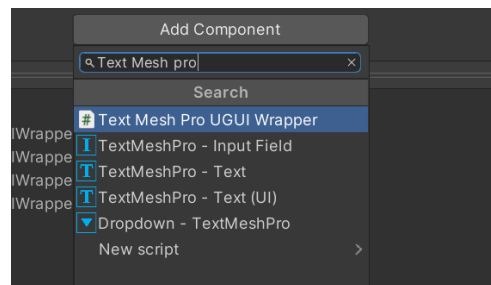 Add Component
Text Mesh pro
Search
# Text Mesh Pro UGUI Wrapper
IWrappe
I TextMeshPro - Input Field
IWrappe
T TextMeshPro - Text
IWrappe
T TextMeshPro - Text (UI)
IWrappe
Dropdown - TextMeshPro
New script